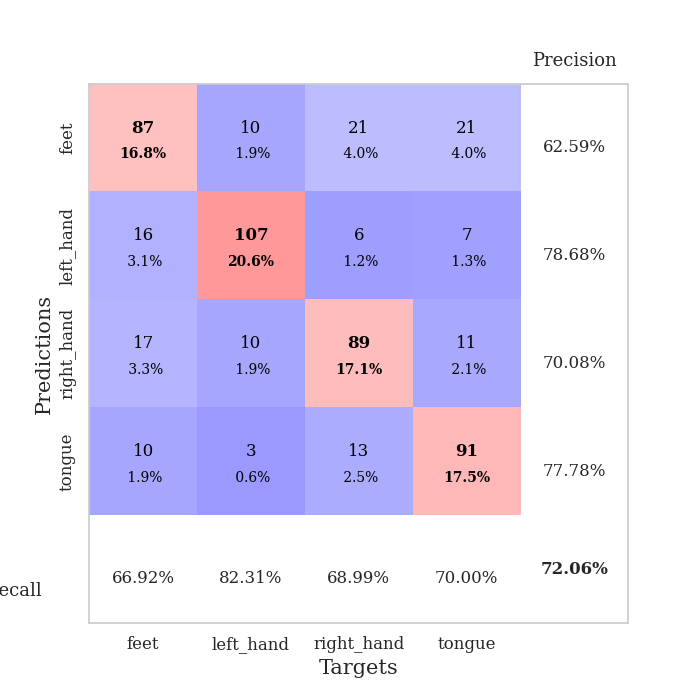 Precision
feet
87 10 21 21
16.8% 1.9% 4.0% 4.0%
62.59%
left_hand
16 107 6 7
3.1% 20.6% 1.2% 1.3%
78.68%
Predictions
right_hand
17 10 89 11
3.3% 1.9% 17.1% 2.1%
70.08%
tongue
10 3 13 91
1.9% 0.6% 2.5% 17.5%
77.78%
ecall
66.92% 82.31% 68.99% 70.00% 72.06%
feet left_hand right_hand tongue
Targets